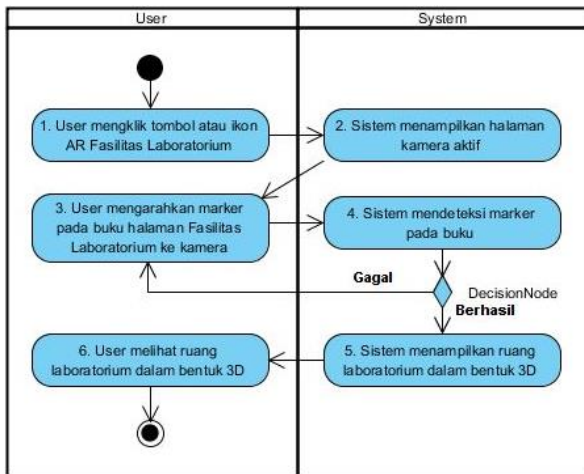 User
System
1. User mengklik tombol atau ikon
AR Fasilitas Laboratorium
2. Sistem menampilkan halaman
kamera aktif
3. User mengarahkan marker
pada buku halaman Fasilitas
Laboratorium ke kamera
4. Sistem mendeteksi marker
pada buku
Gagal
DecisionNode
Berhasil
6. User melihat ruang
laboratorium dalam bentuk 3D
5. Sistem menampilkan ruang
laboratorium dalam bentuk 3D